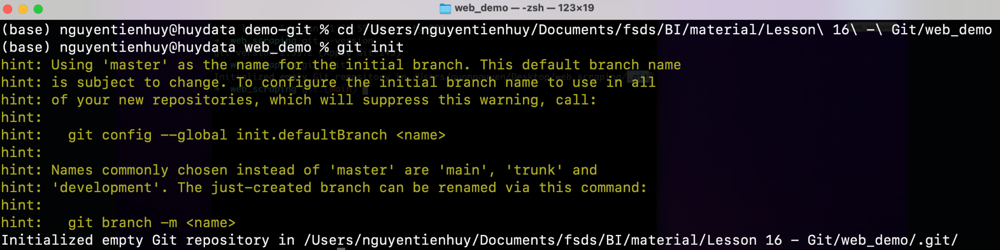 web_demo — -zsh — 123×19
(base) nguyentienhuy@huydata demo-git % cd /Users/nguyentienhuy/Documents/fsds/BI/material/Lesson\ 16\ -\ Git/web_demo
(base) nguyentienhuy@huydata web_demo % git init
hint: Using 'master' as the name for the initial branch. This default branch name
hint: is subject to change. To configure the initial branch name to use in all
hint: of your new repositories, which will suppress this warning, call:
hint:
hint:   git config --global init.defaultBranch <name>
hint:
hint: Names commonly chosen instead of 'master' are 'main', 'trunk' and
hint: 'development'. The just-created branch can be renamed via this command:
hint:
hint:   git branch -m <name>
Initialized empty Git repository in /Users/nguyentienhuy/Documents/fsds/BI/material/Lesson 16 - Git/web_demo/.git/